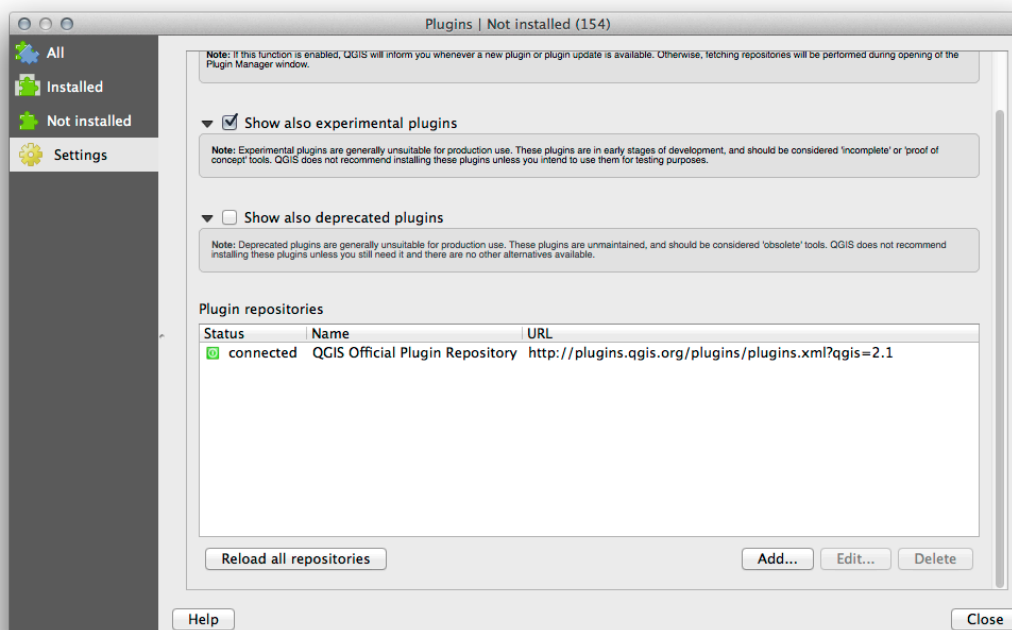 Plugins | Not installed (154)
All
Installed
Not installed
Settings
Note: If this function is enabled, QGIS will inform you whenever a new plugin or plugin update is available. Otherwise, fetching repositories will be performed during opening of the
Plugin Manager window.
Show also experimental plugins
Note: Experimental plugins are generally unsuitable for production use. These plugins are in early stages of development, and should be considered 'incomplete' or 'proof of
concept' tools. QGIS does not recommend installing these plugins unless you intend to use them for testing purposes.
Show also deprecated plugins
Note: Deprecated plugins are generally unsuitable for production use. These plugins are unmaintained, and should be considered 'obsolete' tools. QGIS does not recommend
installing these plugins unless you still need it and there are no other alternatives available.
Plugin repositories
Status Name URL
connected QGIS Official Plugin Repository http://plugins.qgis.org/plugins/plugins.xml?qgis=2.1
Reload all repositories Add... Edit... Delete
Help Close